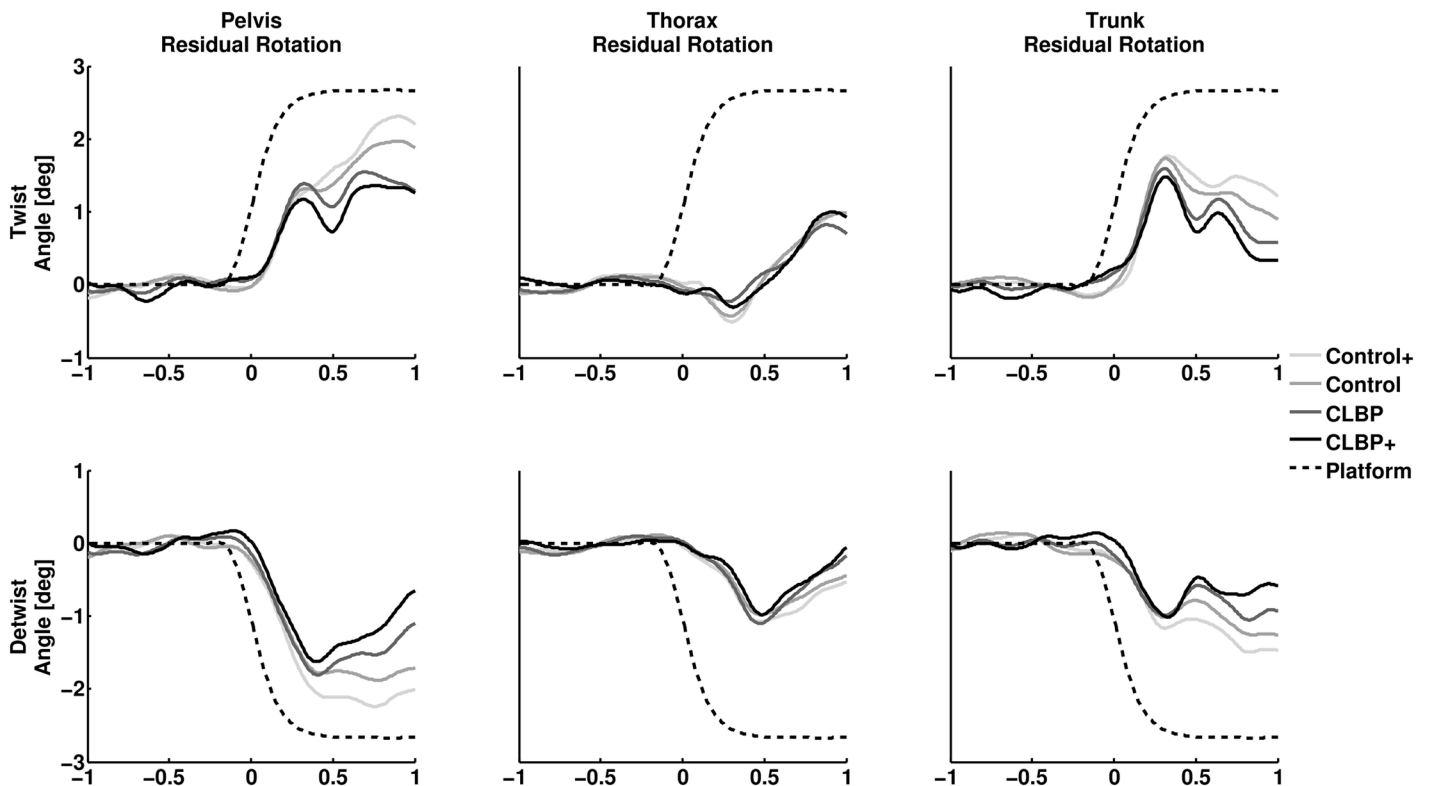 Pelvis
Residual Rotation
Thorax
Residual Rotation
Trunk
Residual Rotation
Twist
Angle [deg]
3
2
1
0
−1
−1 −0.5 0 0.5 1
−1 −0.5 0 0.5 1
−1 −0.5 0 0.5 1
Control+
Control
CLBP
CLBP+
Platform
Detwist
Angle [deg]
1
0
−1
−2
−3
−1 −0.5 0 0.5 1
−1 −0.5 0 0.5 1
−1 −0.5 0 0.5 1